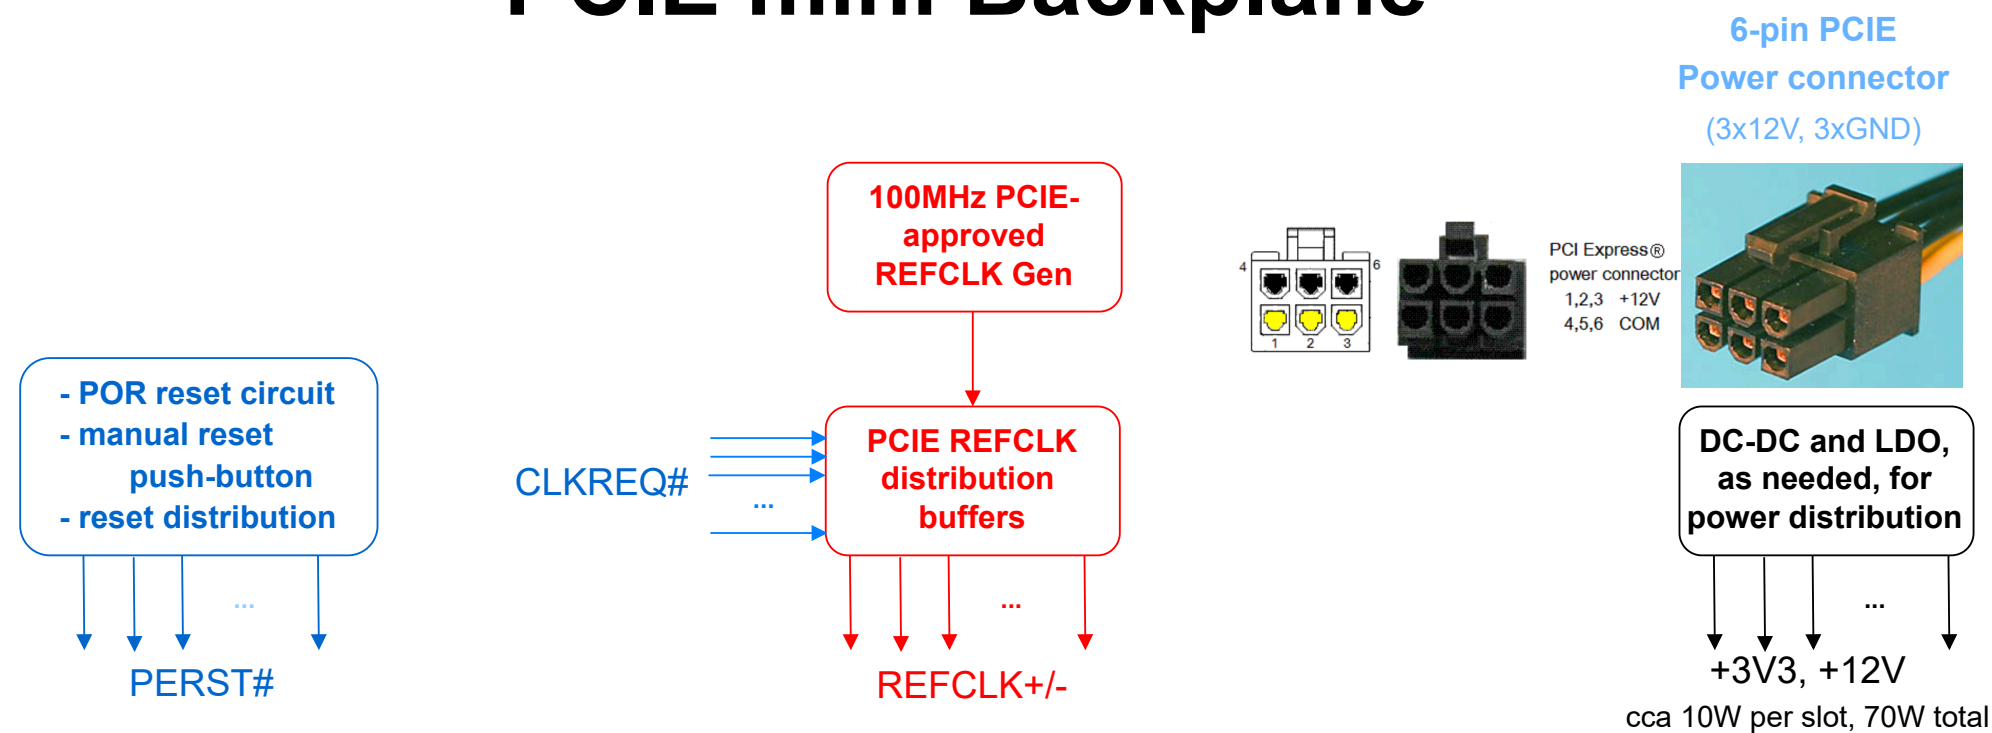 PCIE mini Backplane
6-pin PCIE
Power connector
(3x12V, 3xGND)
100MHz PCIE-
approved
REFCLK Gen
4
6
1 2 3
PCI Express®
power connector
1,2,3 +12V
4,5,6 COM
- POR reset circuit
- manual reset
push-button
- reset distribution
CLKREQ#
...
PCIE REFCLK
distribution
buffers
DC-DC and LDO,
as needed, for
power distribution
...
...
...
PERST#
REFCLK+/-
+3V3, +12V
cca 10W per slot, 70W total